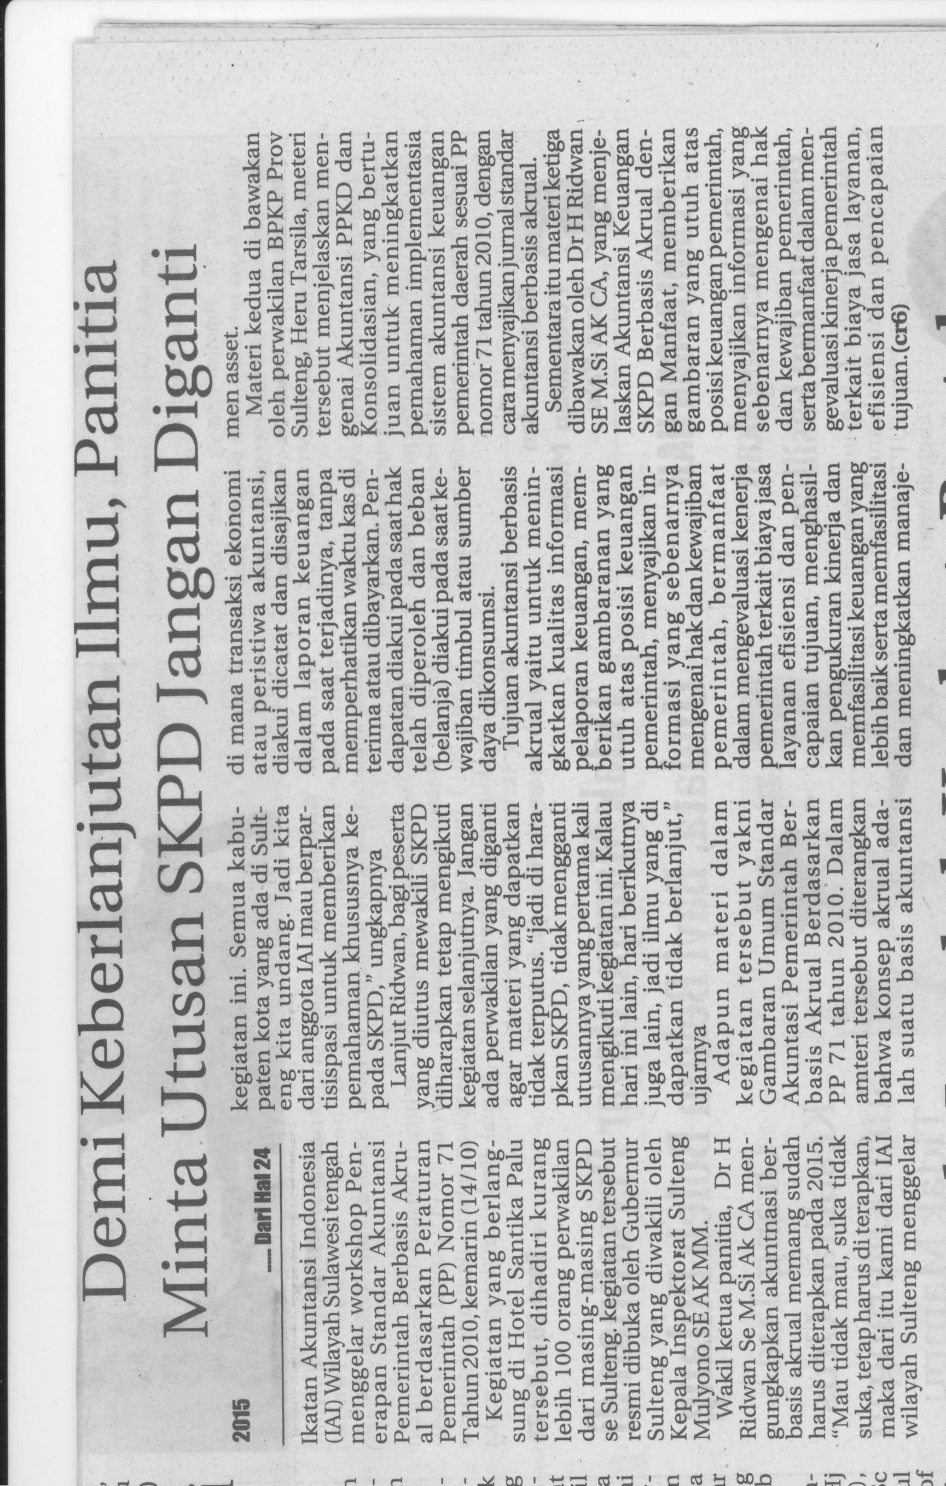 Demi Keberlanjutan Ilmu, Panitia
Minta Utusan SKPD Jangan Diganti
2015
..... Dari Hal 24
Ikatan Akuntansi Indonesia
(IAI) Wilayah Sulawesi tengah
menggelar workshop Pen-
erapan Standar Akuntansi
Pemerintah Berbasis Akru-
al berdasarkan Peraturan
Pemerintah (PP) Nomor 71
Tahun 2010, kemarin (14/10)
Kegiatan yang berlang-
sung di Hotel Santika Palu
tersebut, dihadiri kurang
lebih 100 orang perwakilan
dari masing-masing SKPD
se Sulteng. kegiatan tersebut
resmi dibuka oleh Gubernur
Sulteng yang diwakili oleh
Kepala Inspektorat Sulteng
Mulyono SE AK MM.
Wakil ketua panitia, Dr H
Ridwan Se M.Si Ak CA men-
gungkapkan akuntnasi ber-
basis akrual memang sudah
harus diterapkan pada 2015.
“Mau tidak mau, suka tidak
suka, tetap harus di terapkan,
maka dari itu kami dari IAI
wilayah Sulteng menggelar
kegiatan ini. Semua kabu-
paten kota yang ada di Sult-
eng kita undang. Jadi kita
dari anggota IAI mau berpar-
tisispasi untuk memberikan
pemahaman khususnya ke-
pada SKPD,” ungkapnya
Lanjut Ridwan, bagi peserta
yang diutus mewakili SKPD
diharapkan tetap mengikuti
kegiatan selanjutnya. Jangan
ada perwakilan yang diganti
agar materi yang dapatkan
tidak terputus. “jadi di hara-
pkan SKPD, tidak mengganti
utusannya yang pertama kali
mengikuti kegiatan ini. Kalau
hari ini lain, hari berikutnya
juga lain, jadi ilmu yang di
dapatkan tidak berlanjut,”
ujarnya
Adapun materi dalam
kegiatan tersebut yakni
Gambaran Umum Standar
Akuntasi Pemerintah Ber-
basis Akrual Berdasarkan
PP 71 tahun 2010. Dalam
amteri tersebut diterangkan
bahwa konsep akrual ada-
lah suatu basis akuntansi
di mana transaksi ekonomi
atau peristiwa akuntansi,
diakui dicatat dan disajikan
dalam laporan keuangan
pada saat terjadinya, tanpa
memperhatikan waktu kas di
terima atau dibayarkan. Pen-
dapatan diakui pada saat hak
telah diperoleh dan beban
(belanja) diakui pada saat ke-
wajiban timbul atau sumber
daya dikonsumsi.
Tujuan akuntansi berbasis
akrual yaitu untuk menin-
gkatkan kualitas informasi
pelaporan keuangan, mem-
berikan gambaranan yang
utuh atas posisi keuangan
pemerintah, menyajikan in-
formasi yang sebenarnya
mengenai hak dan kewajiban
pemerintah, bermanfaat
dalam mengevaluasi kenerja
pemerintah terkait biaya jasa
layanan efisiensi dan pen-
capaian tujuan, menghasil-
kan pengukuran kinerja dan
memfasilitasi keuangan yang
lebih baik serta memfasilitasi
dan meningkatkan manaje-
men asset.
Materi kedua di bawakan
oleh perwakilan BPKP Prov
Sulteng, Heru Tarsila, meteri
tersebut menjelaskan men-
genai Akuntansi PPKD dan
Konsolidasian, yang bertu-
juan untuk meningkatkan
pemahaman implementasia
sistem akuntansi keuangan
pemerintah daerah sesuai PP
nomor 71 tahun 2010, dengan
cara menyajikan jurnal standar
akuntansi berbasis akrual.
Sementara itu materi ketiga
dibawakan oleh Dr H Ridwan
SE M.Si AK CA, yang menje-
laskan Akuntansi Keuangan
SKPD Berbasis Akrual den-
gan Manfaat, memberikan
gambaran yang utuh atas
posisi keuangan pemerintah,
menyajikan informasi yang
sebenarnya mengenai hak
dan kewajiban pemerintah,
serta bermanfaat dalam men-
gevaluasi kinerja pemerintah
terkait biaya jasa layanan,
efisiensi dan pencapaian
tujuan. (cr6)